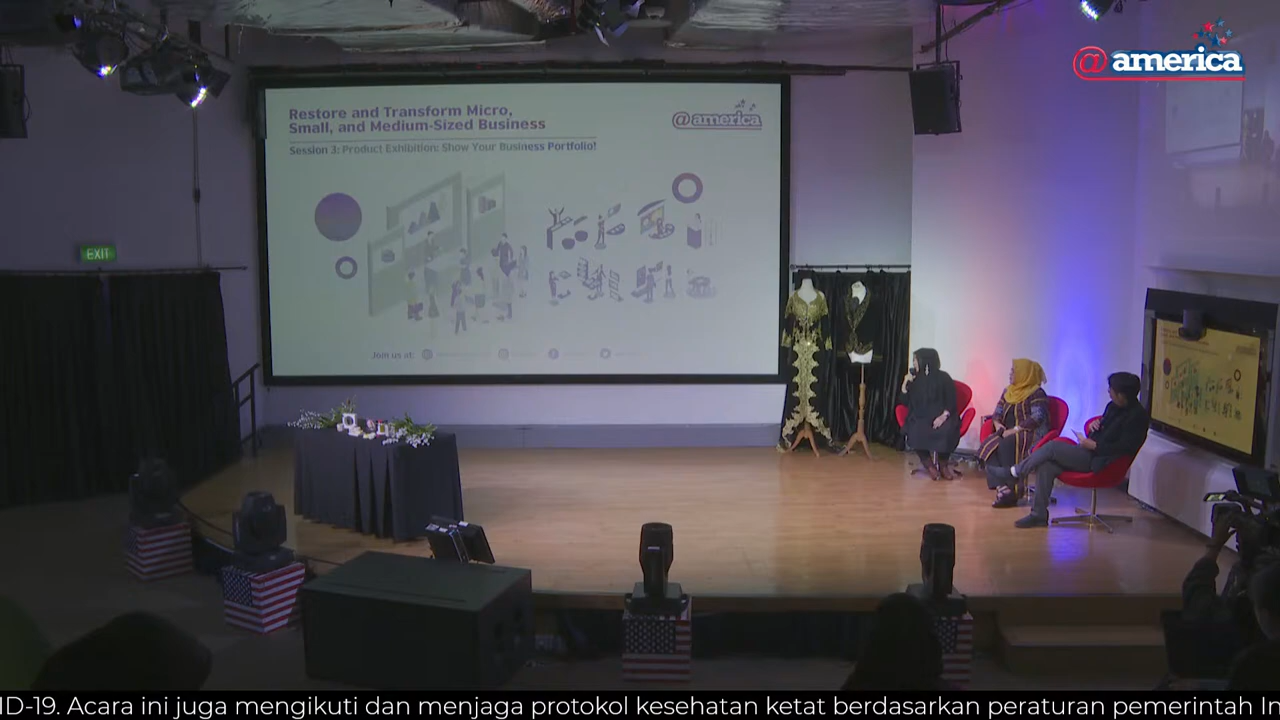 @america
Restore and Transform Micro,
Small, and Medium-Sized Business
@america
Session 3: Product Exhibition: Show Your Business Portfolio!
EXIT
Join us at:
ID-19. Acara ini juga mengikuti dan menjaga protokol kesehatan ketat berdasarkan peraturan pemerintah In